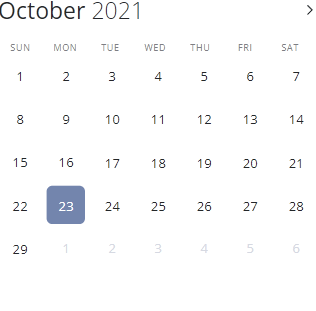 October 2021
SUN MON TUE WED THU FRI SAT
1 2 3 4 5 6 7
8 9 10 11 12 13 14
15 16 17 18 19 20 21
22 23 24 25 26 27 28
29 1 2 3 4 5 6